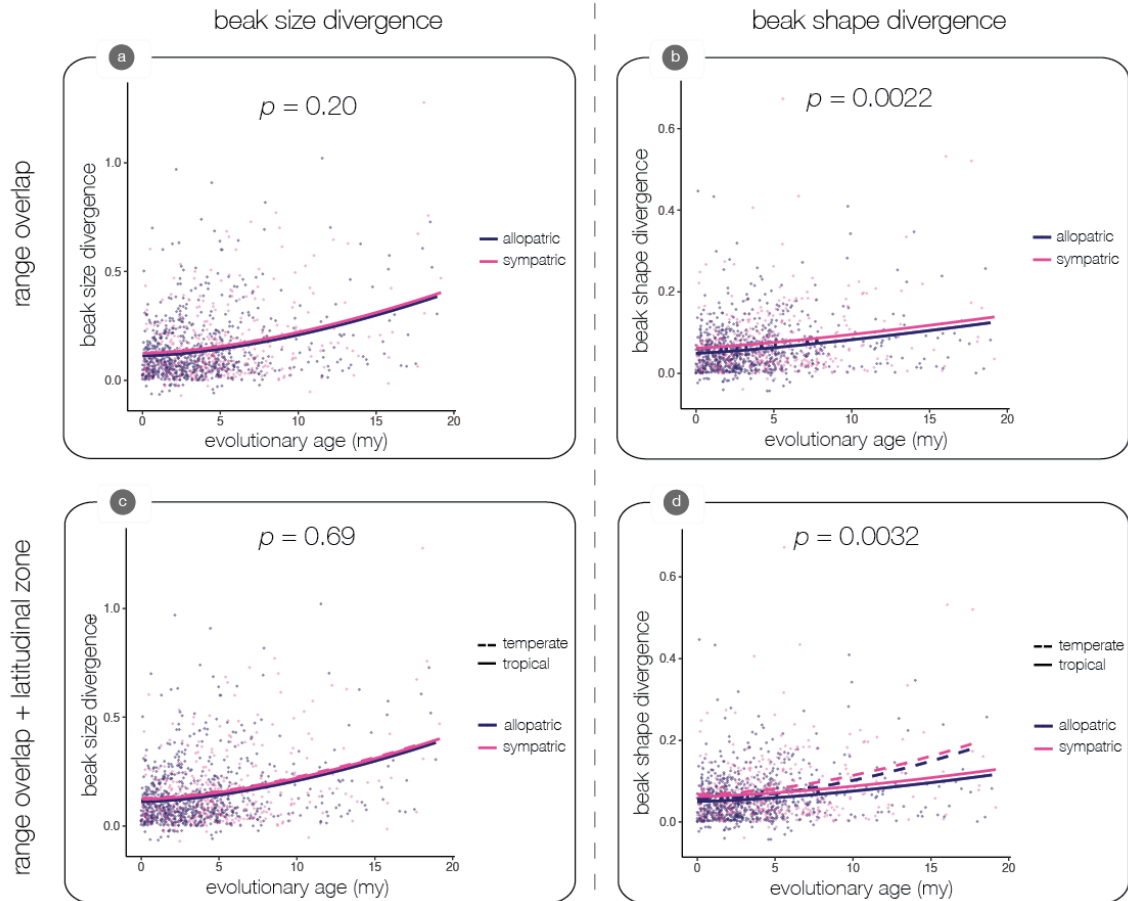 beak size divergence
beak shape divergence
range overlap
a
p = 0.20
beak size divergence
1.0
0.5
0.0
allopatric
sympatric
0
5
10
15
20
evolutionary age (my)
b
p = 0.0022
beak shape divergence
0.6
0.4
0.2
0.0
allopatric
sympatric
0
5
10
15
20
evolutionary age (my)
range overlap + latitudinal zone
c
p = 0.69
beak size divergence
1.0
0.5
0.0
temperate
tropical
allopatric
sympatric
0
5
10
15
20
evolutionary age (my)
d
p = 0.0032
beak shape divergence
0.6
0.4
0.2
0.0
temperate
tropical
allopatric
sympatric
0
5
10
15
20
evolutionary age (my)